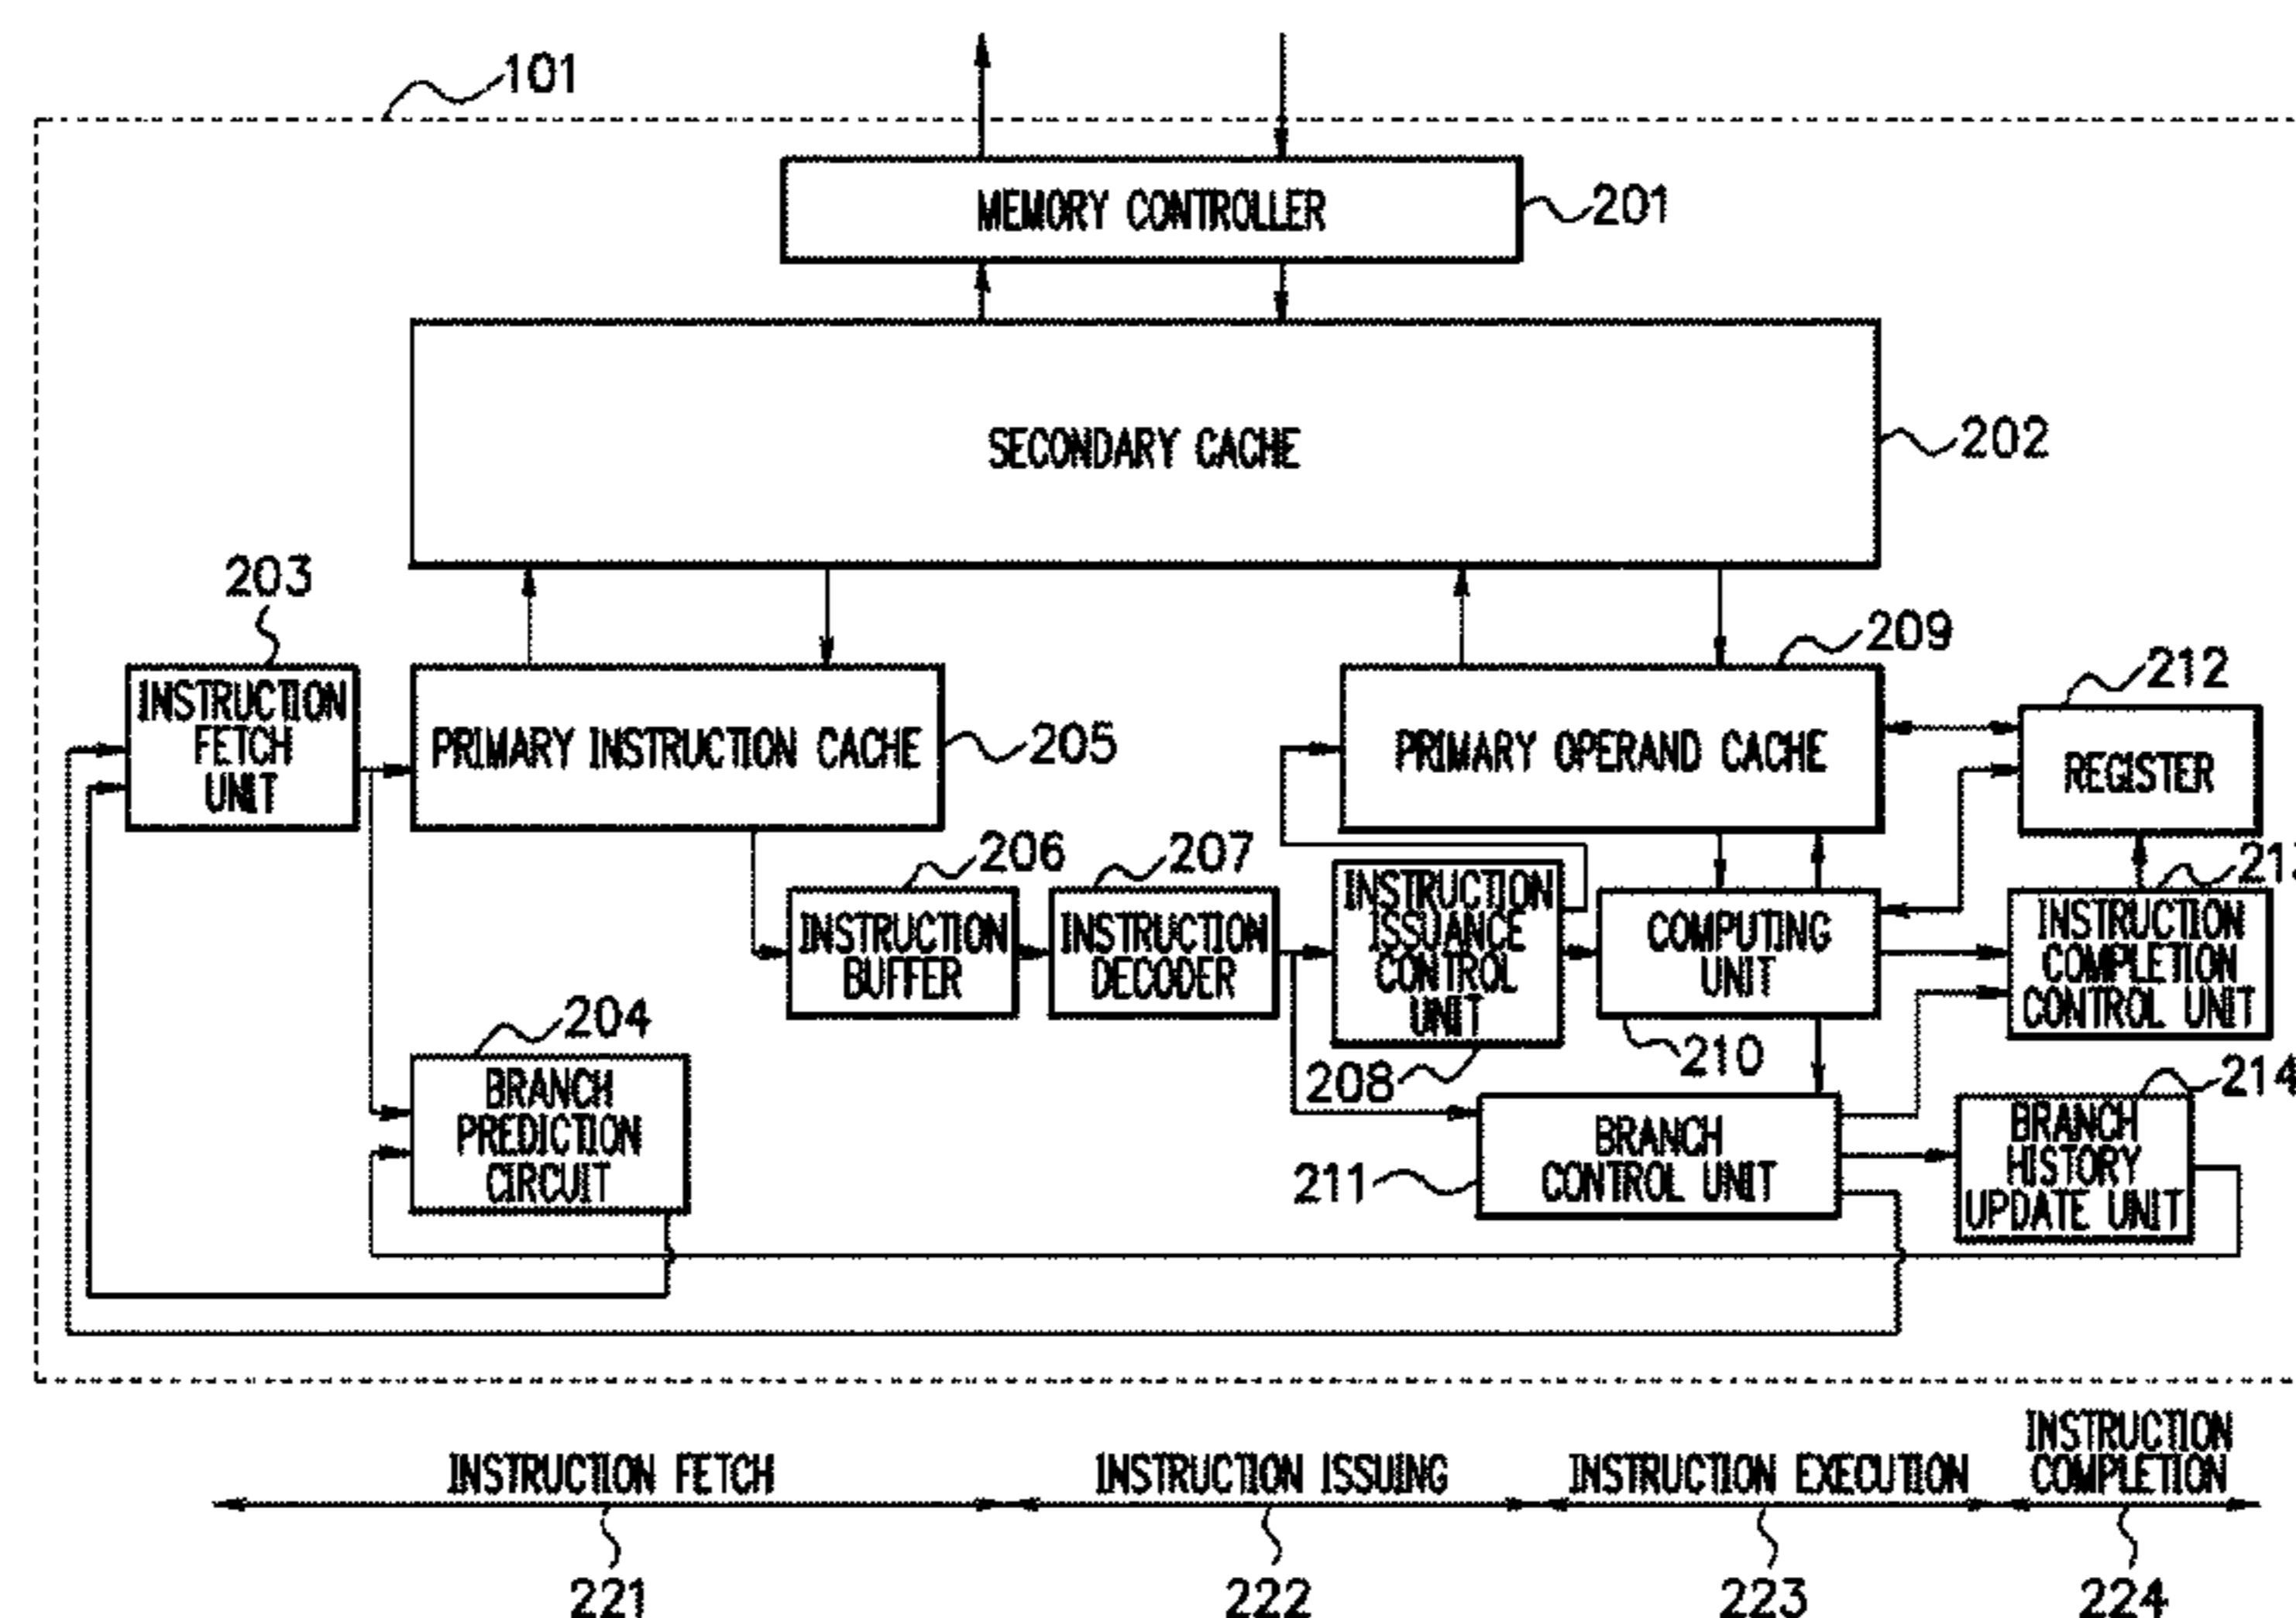 101
MEMORY CONTROLLER
201
SECONDARY CACHE
202
203
209
212
INSTRUCTION
FETCH
UNIT
PRIMARY INSTRUCTION CACHE
205
PRIMARY OPERAND CACHE
REGISTER
206
207
INSTRUCTION
BUFFER
INSTRUCTION
DECODER
INSTRUCTION
ISSUANCE
CONTROL
UNIT
COMPUTING
UNIT
INSTRUCTION
COMPLETION
CONTROL UNIT
204
208
210
214
BRANCH
PREDICTION
CIRCUIT
211
BRANCH
CONTROL UNIT
BRANCH
HISTORY
UPDATE UNIT
INSTRUCTION FETCH
INSTRUCTION ISSUING
INSTRUCTION EXECUTION
INSTRUCTION
COMPLETION
221
222
223
224